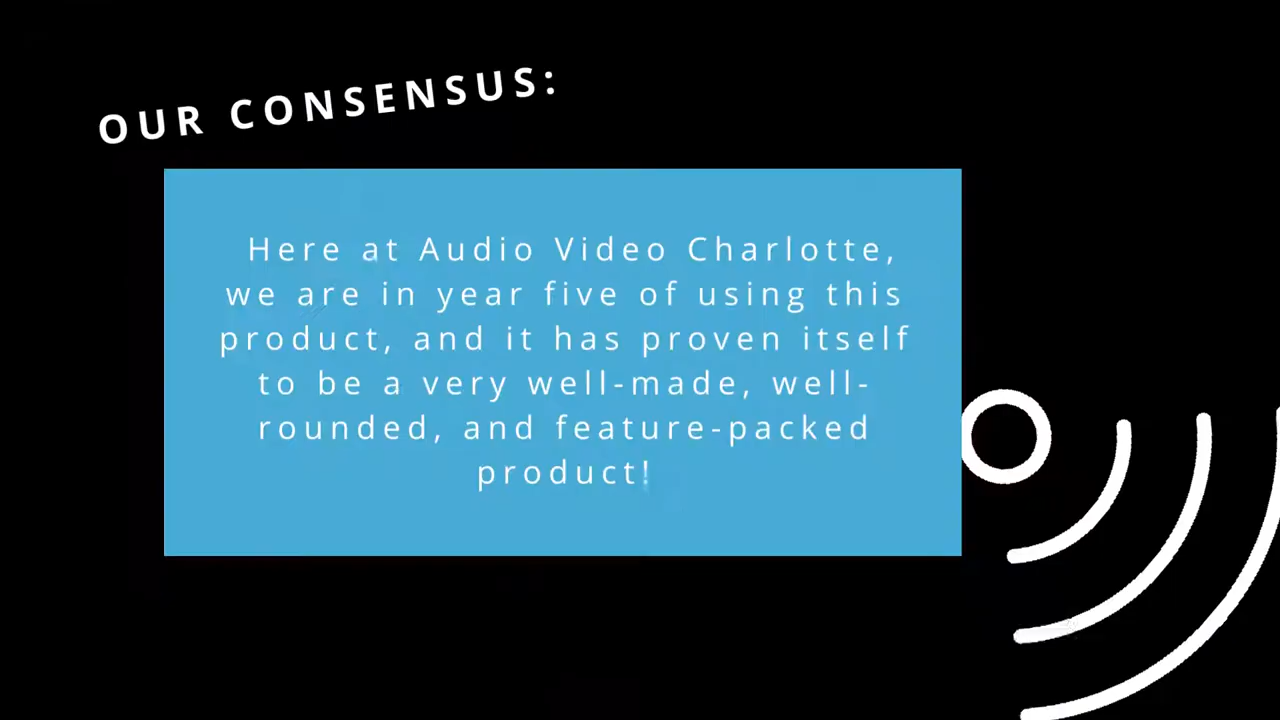 OUR CONSENSUS:
Here at Audio Video Charlotte,
we are in year five of using this
product, and it has proven itself
to be a very well-made, well-
rounded, and feature-packed
product!